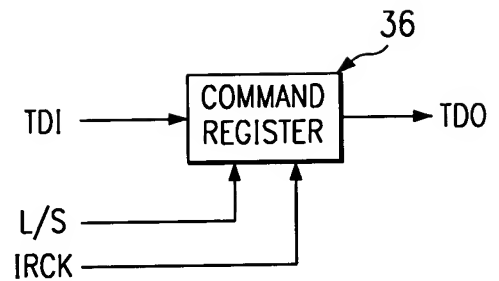 36
COMMAND
REGISTER
TDI
TDO
L/S
IRCK